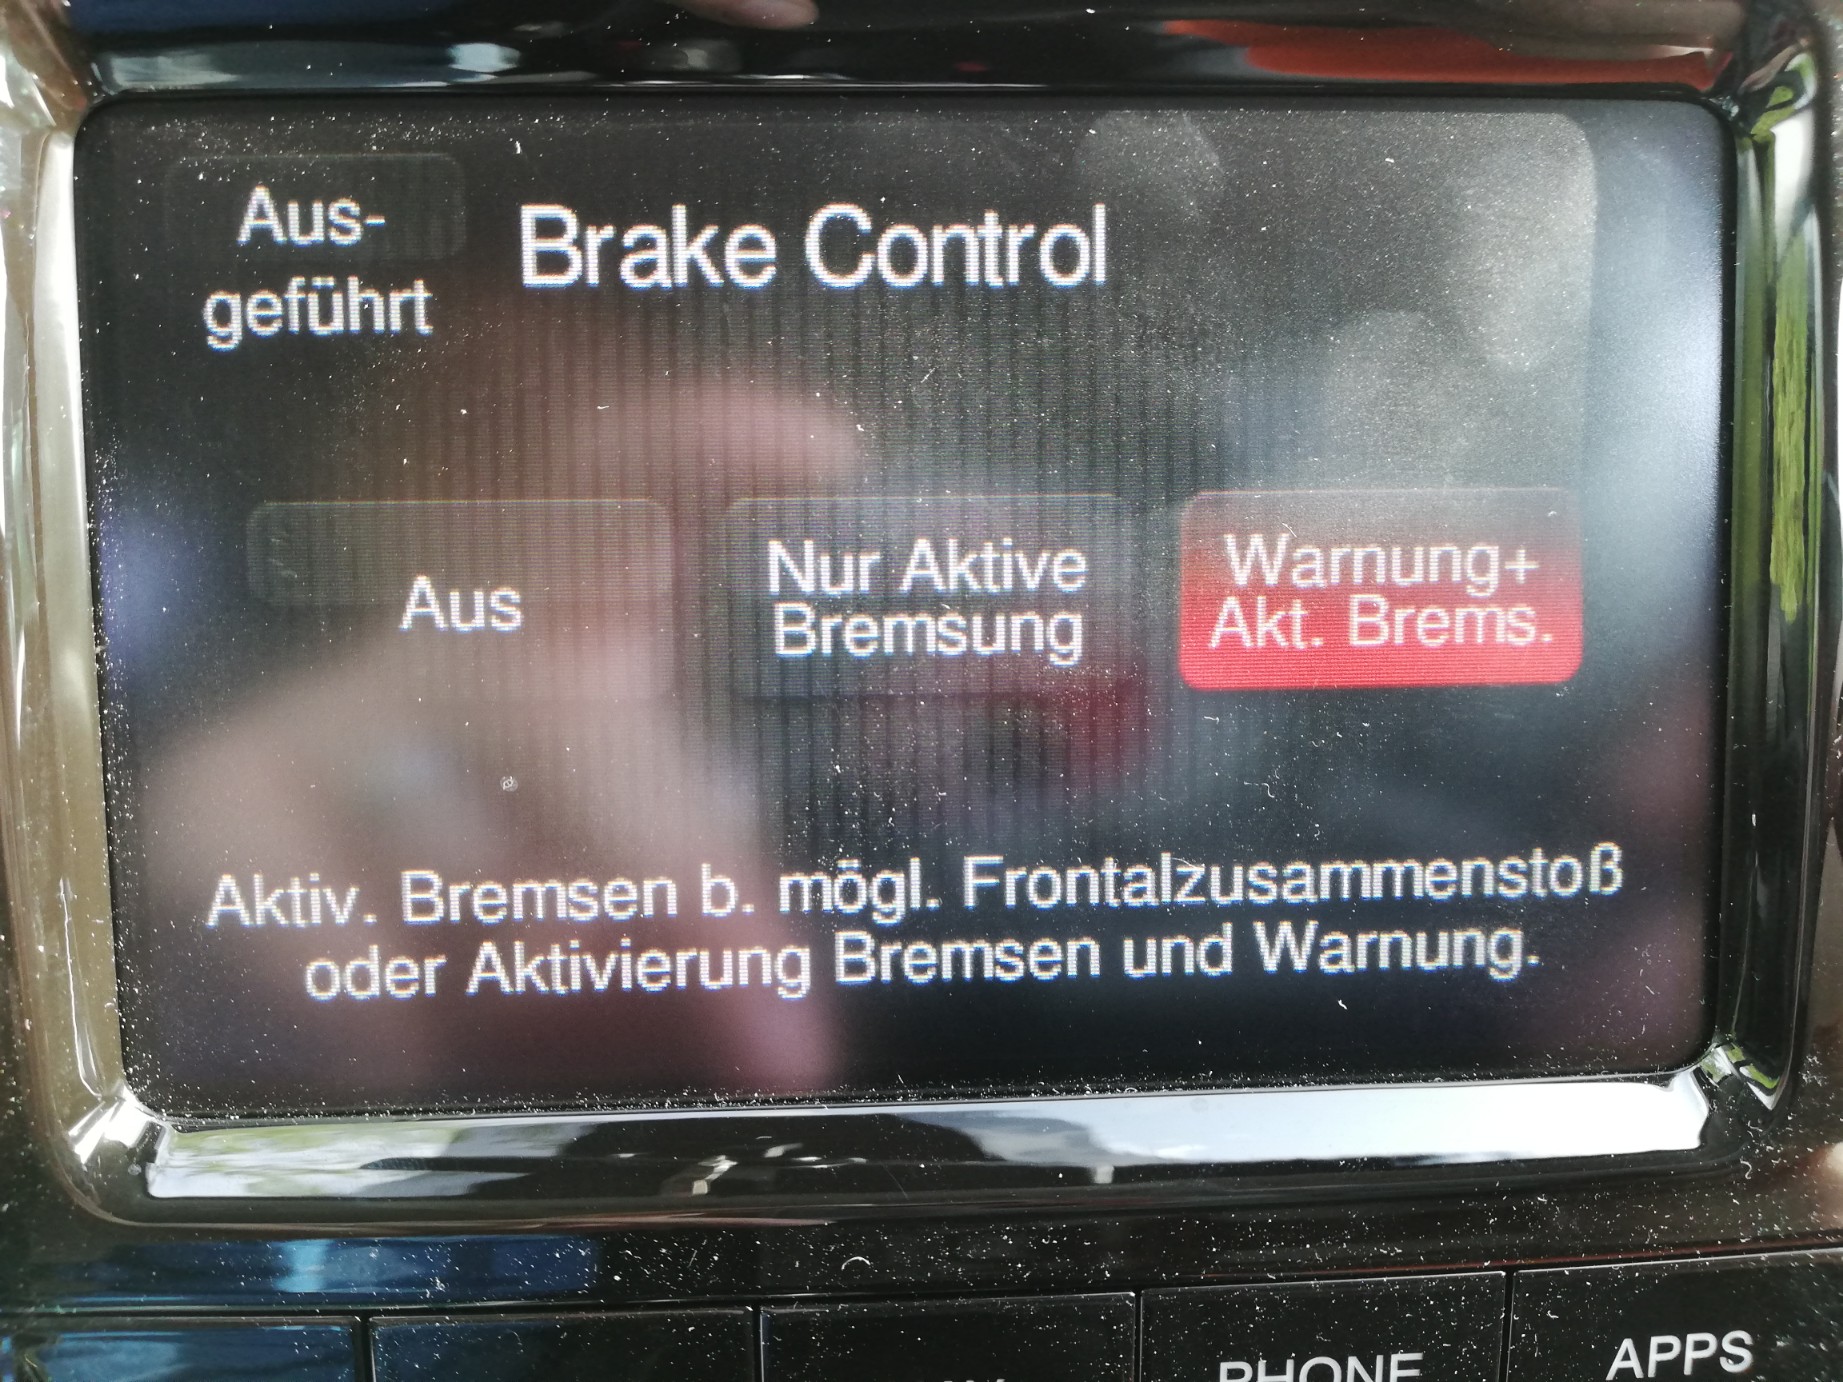 Aus-
geführt
Brake Control
Aus
Nur Aktive
Bremsung
Warnung+
Akt. Brems.
Aktiv. Bremsen b. mögl. Frontalzusammenstoß
oder Aktivierung Bremsen und Warnung.
PHONE
APPS